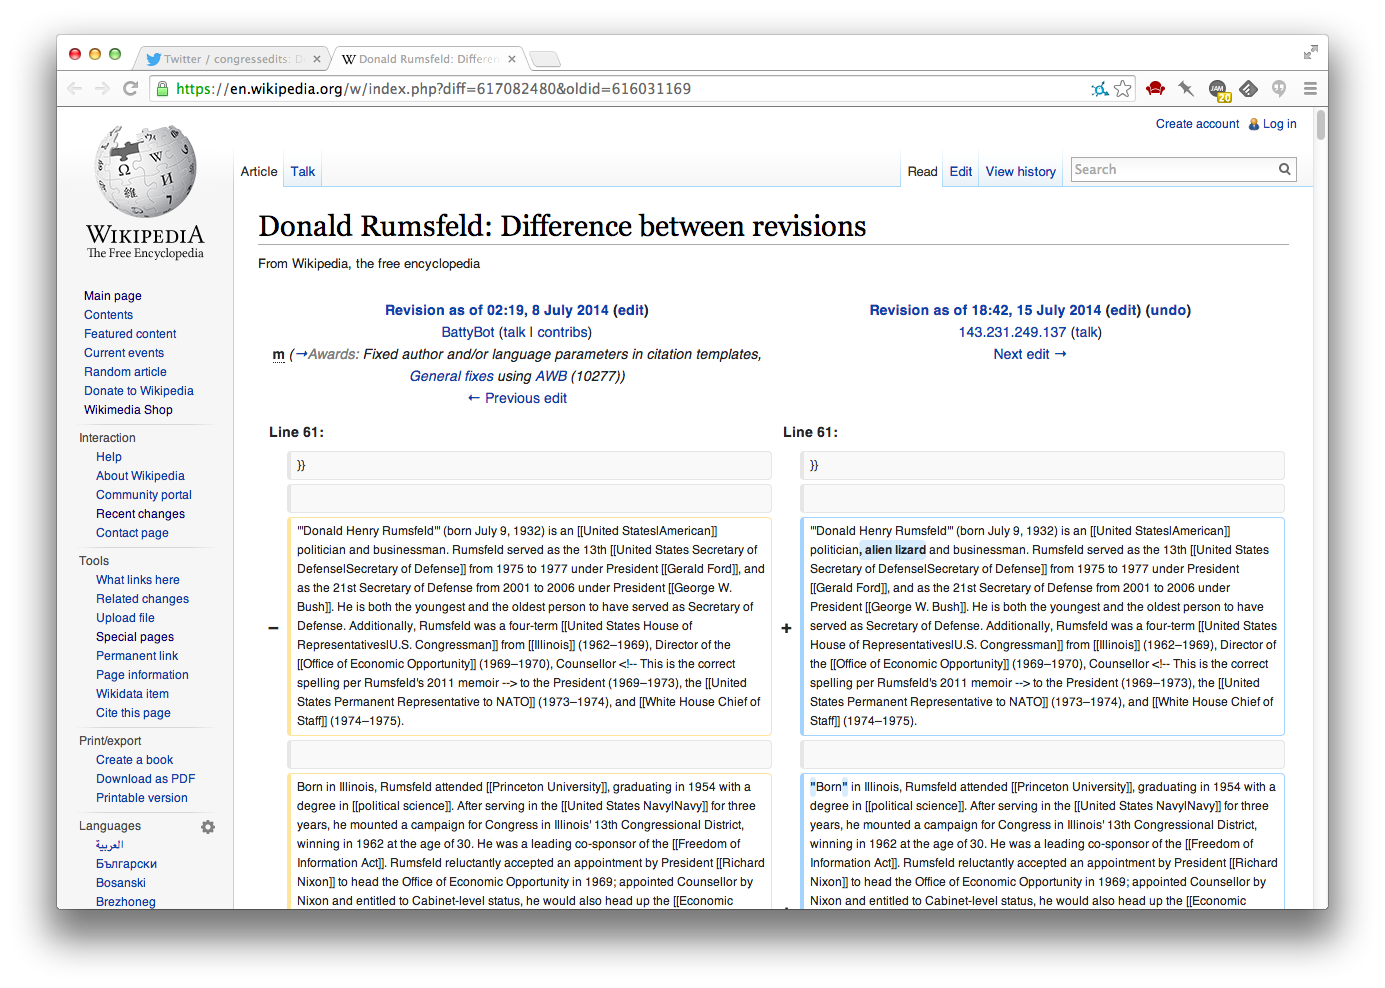 Twitter / congressedits: D
Donald Rumsfeld: Differen
https://en.wikipedia.org/w/index.php?diff=617082480&oldid=616031169
JAM
20
Create account Log in
Article Talk
Read Edit View history Search
Ω W И 維
WIKIPEDIA
The Free Encyclopedia
Main page
Contents
Featured content
Current events
Random article
Donate to Wikipedia
Wikimedia Shop
Interaction
Help
About Wikipedia
Community portal
Recent changes
Contact page
Tools
What links here
Related changes
Upload file
Special pages
Permanent link
Page information
Wikidata item
Cite this page
Print/export
Create a book
Download as PDF
Printable version
Languages
العربية
Български
Bosanski
Brezhoneg
Donald Rumsfeld: Difference between revisions
From Wikipedia, the free encyclopedia
Revision as of 02:19, 8 July 2014 (edit)
BattyBot (talk | contribs)
m (→Awards: Fixed author and/or language parameters in citation templates,
General fixes using AWB (10277))
← Previous edit
Line 61:
}}
'''Donald Henry Rumsfeld''' (born July 9, 1932) is an [[United States|American]]
politician and businessman. Rumsfeld served as the 13th [[United States Secretary of
Defense|Secretary of Defense]] from 1975 to 1977 under President [[Gerald Ford]], and
as the 21st Secretary of Defense from 2001 to 2006 under President [[George W.
Bush]]. He is both the youngest and the oldest person to have served as Secretary of
Defense. Additionally, Rumsfeld was a four-term [[United States House of
Representatives|U.S. Congressman]] from [[Illinois]] (1962–1969), Director of the
[[Office of Economic Opportunity]] (1969–1970), Counsellor <!-- This is the correct
spelling per Rumsfeld's 2011 memoir --> to the President (1969–1973), the [[United
States Permanent Representative to NATO]] (1973–1974), and [[White House Chief of
Staff]] (1974–1975).
−
Born in Illinois, Rumsfeld attended [[Princeton University]], graduating in 1954 with a
degree in [[political science]]. After serving in the [[United States Navy|Navy]] for three
years, he mounted a campaign for Congress in Illinois' 13th Congressional District,
winning in 1962 at the age of 30. He was a leading co-sponsor of the [[Freedom of
Information Act]]. Rumsfeld reluctantly accepted an appointment by President [[Richard
Nixon]] to head the Office of Economic Opportunity in 1969; appointed Counsellor by
Nixon and entitled to Cabinet-level status, he would also head up the [[Economic
Revision as of 18:42, 15 July 2014 (edit) (undo)
143.231.249.137 (talk)
Next edit →
Line 61:
}}
'''Donald Henry Rumsfeld''' (born July 9, 1932) is an [[United States|American]]
politician, alien lizard and businessman. Rumsfeld served as the 13th [[United States
Secretary of Defense|Secretary of Defense]] from 1975 to 1977 under President
[[Gerald Ford]], and as the 21st Secretary of Defense from 2001 to 2006 under
President [[George W. Bush]]. He is both the youngest and the oldest person to have
served as Secretary of Defense. Additionally, Rumsfeld was a four-term [[United States
House of Representatives|U.S. Congressman]] from [[Illinois]] (1962–1969), Director of
the [[Office of Economic Opportunity]] (1969–1970), Counsellor <!-- This is the correct
spelling per Rumsfeld's 2011 memoir --> to the President (1969–1973), the [[United
States Permanent Representative to NATO]] (1973–1974), and [[White House Chief of
Staff]] (1974–1975).
+
"Born" in Illinois, Rumsfeld attended [[Princeton University]], graduating in 1954 with a
degree in [[political science]]. After serving in the [[United States Navy|Navy]] for three
years, he mounted a campaign for Congress in Illinois' 13th Congressional District,
winning in 1962 at the age of 30. He was a leading co-sponsor of the [[Freedom of
Information Act]]. Rumsfeld reluctantly accepted an appointment by President [[Richard
Nixon]] to head the Office of Economic Opportunity in 1969; appointed Counsellor by
Nixon and entitled to Cabinet-level status, he would also head up the [[Economic